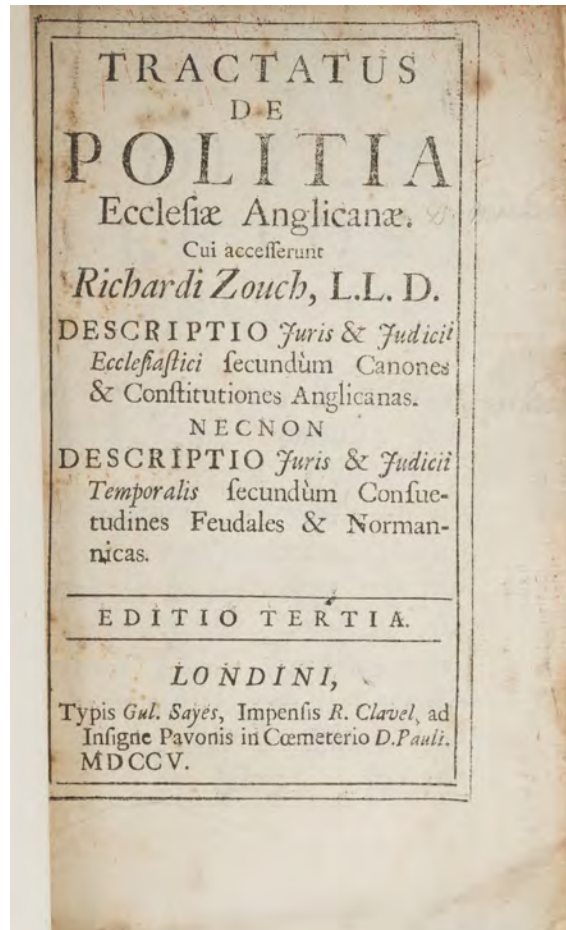 TRACTATUS
DE
POLITIA
Eccleſiæ Anglicanæ.
Cui acceſſerunt
Richardi Zouch, L.L. D.
DESCRIPTIO Juris & Judicii
Eccleſiaſtici ſecundùm Canones
& Conſtitutiones Anglicanas.
NECNON
DESCRIPTIO Juris & Judicii
Temporalis ſecundùm Conſue-
tudines Feudales & Norman-
nicas.
EDITIO TERTIA.
LONDINI,
Typis Gul. Sayes, Impenſis R. Clavel, ad
Inſigne Pavonis in Cœmeterio D. Pauli.
MDCCV.